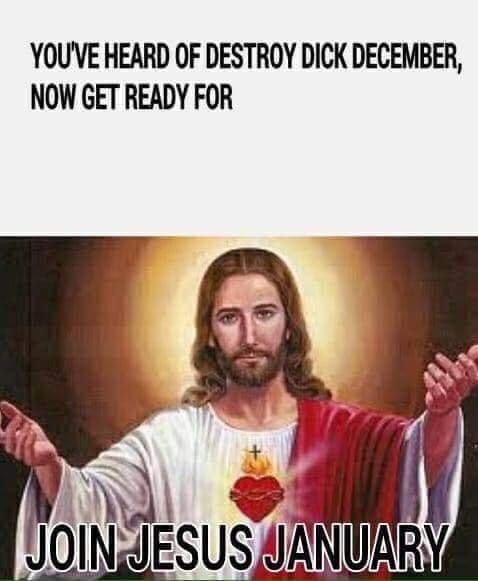 YOU'VE HEARD OF DESTROY DICK DECEMBER,
NOW GET READY FOR
JOIN JESUS JANUARY